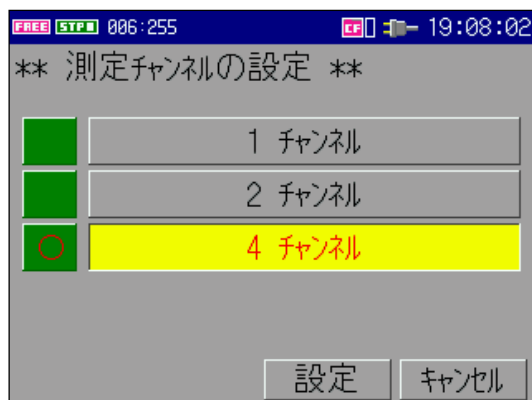 FREE STP 006:255 CF 19:08:02
** 測定ﾁｬﾝﾈﾙの設定 **
1 ﾁｬﾝﾈﾙ
2 ﾁｬﾝﾈﾙ
4 ﾁｬﾝﾈﾙ
設定 ｷｬﾝｾﾙ